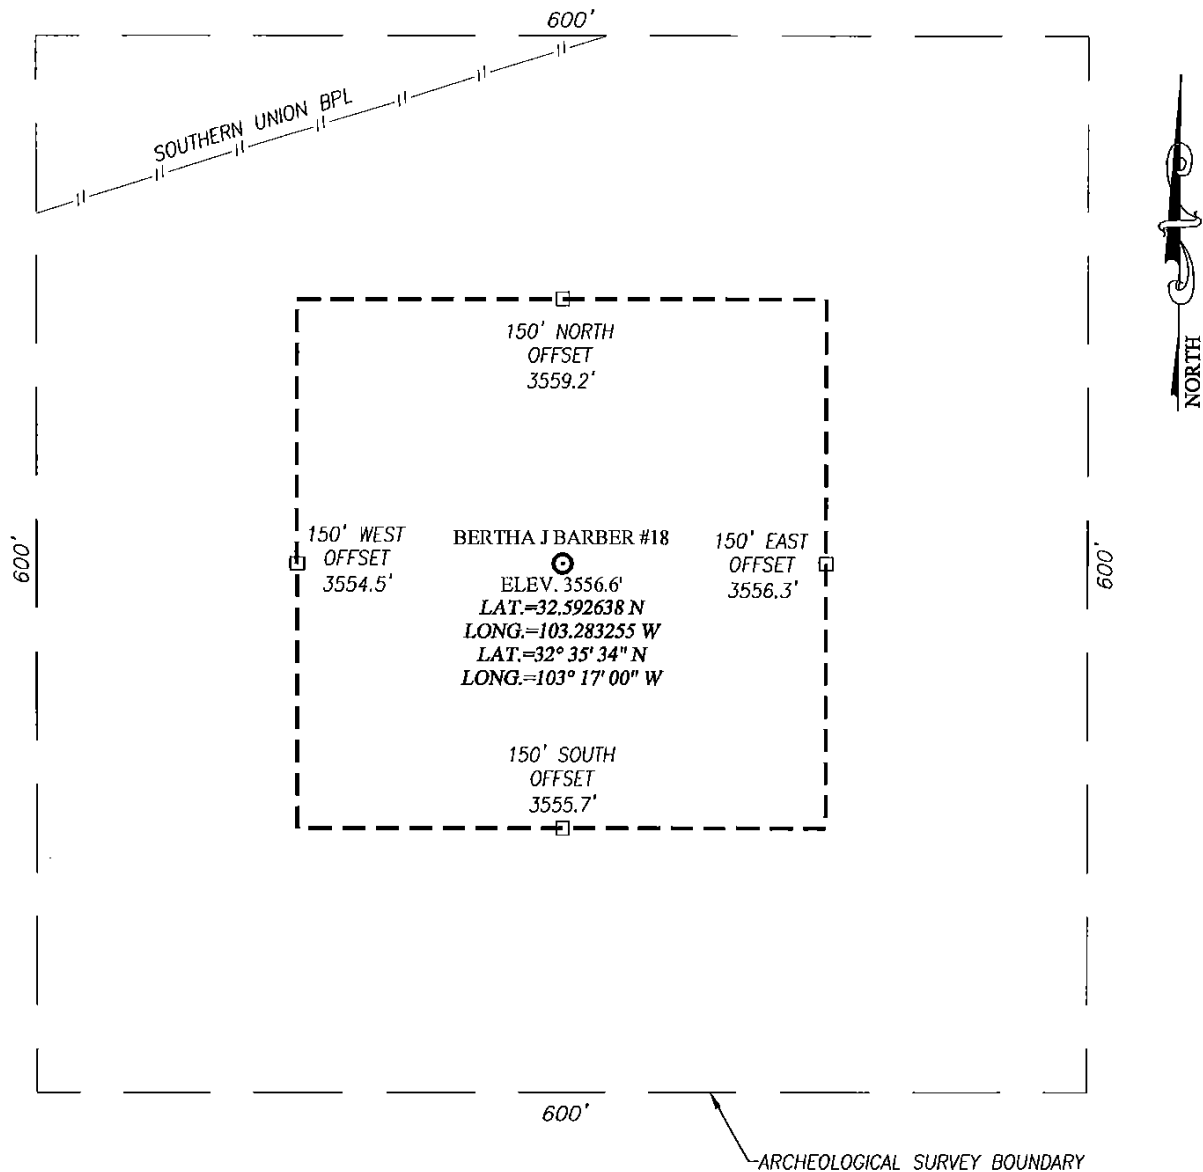 600'
SOUTHERN UNION BPL
NORTH
150' NORTH
OFFSET
3559.2'
150' WEST
OFFSET
3554.5'
BERTHA J BARBER #18
ELEV. 3556.6'
LAT.=32.592638 N
LONG.=103.283255 W
LAT.=32° 35' 34" N
LONG.=103° 17' 00" W
150' EAST
OFFSET
3556.3'
600'
600'
150' SOUTH
OFFSET
3555.7'
600'
ARCHEOLOGICAL SURVEY BOUNDARY